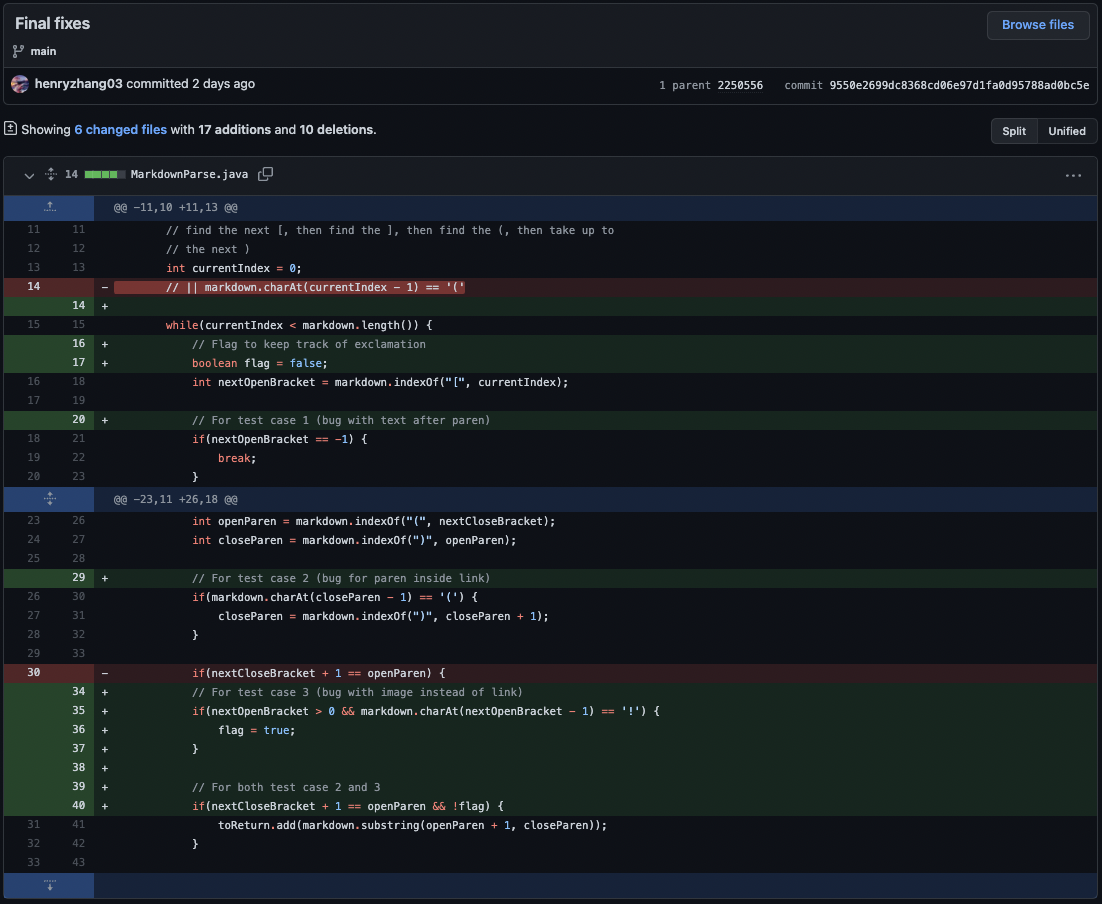 Final fixes
Browse files
main
henryzhang03 committed 2 days ago
1 parent 2250556 commit 9550e2699dc8368cd06e97d1fa0d95788ad0bc5e
Showing 6 changed files with 17 additions and 10 deletions.
Split Unified
14 MarkdownParse.java
@@ -11,10 +11,13 @@
11 11 // find the next [, then find the ], then find the (, then take up to
12 12 // the next )
13 13 int currentIndex = 0;
14 - // || markdown.charAt(currentIndex - 1) == '('
14 +
15 15 while(currentIndex < markdown.length()) {
16 + // Flag to keep track of exclamation
17 + boolean flag = false;
16 18 int nextOpenBracket = markdown.indexOf("[", currentIndex);
17 19
20 + // For test case 1 (bug with text after paren)
18 21 if(nextOpenBracket == -1) {
19 22 break;
20 23 }
@@ -23,11 +26,18 @@
23 26 int openParen = markdown.indexOf("(", nextCloseBracket);
24 27 int closeParen = markdown.indexOf(")", openParen);
25 28
29 + // For test case 2 (bug for paren inside link)
26 30 if(markdown.charAt(closeParen - 1) == '(') {
27 31 closeParen = markdown.indexOf(")", closeParen + 1);
28 32 }
29 33
30 - if(nextCloseBracket + 1 == openParen) {
34 + // For test case 3 (bug with image instead of link)
35 + if(nextOpenBracket > 0 && markdown.charAt(nextOpenBracket - 1) == '!') {
36 + flag = true;
37 + }
38 +
39 + // For both test case 2 and 3
40 + if(nextCloseBracket + 1 == openParen && !flag) {
31 41 toReturn.add(markdown.substring(openParen + 1, closeParen));
32 42 }
33 43